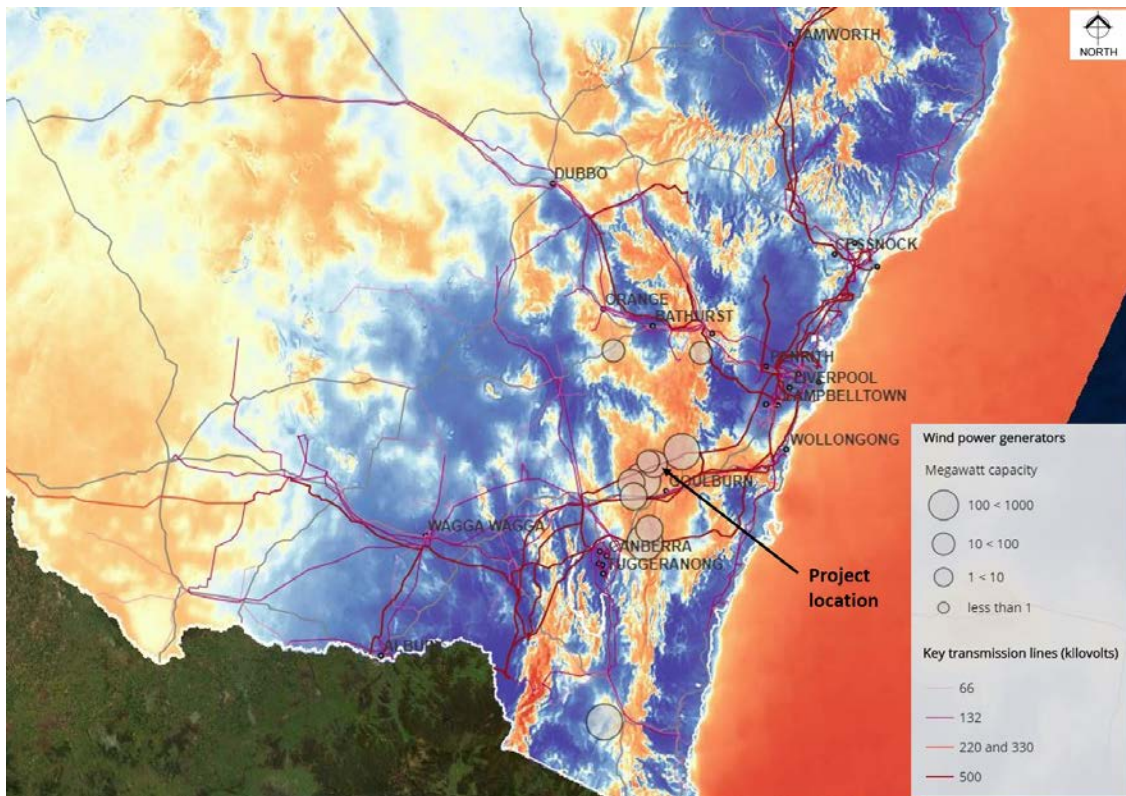 TAMWORTH
NORTH
DUBBO
CESSNOCK
ORANGE
BATHURST
PENRITH
LIVERPOOL
CAMPBELLTOWN
WOLLONGONG
GOULBURN
WAGGA WAGGA
CANBERRA
TUGGERANONG
ALBURY
Project
location
Wind power generators
Megawatt capacity
100 < 1000
10 < 100
1 < 10
less than 1
Key transmission lines (kilovolts)
66
132
220 and 330
500